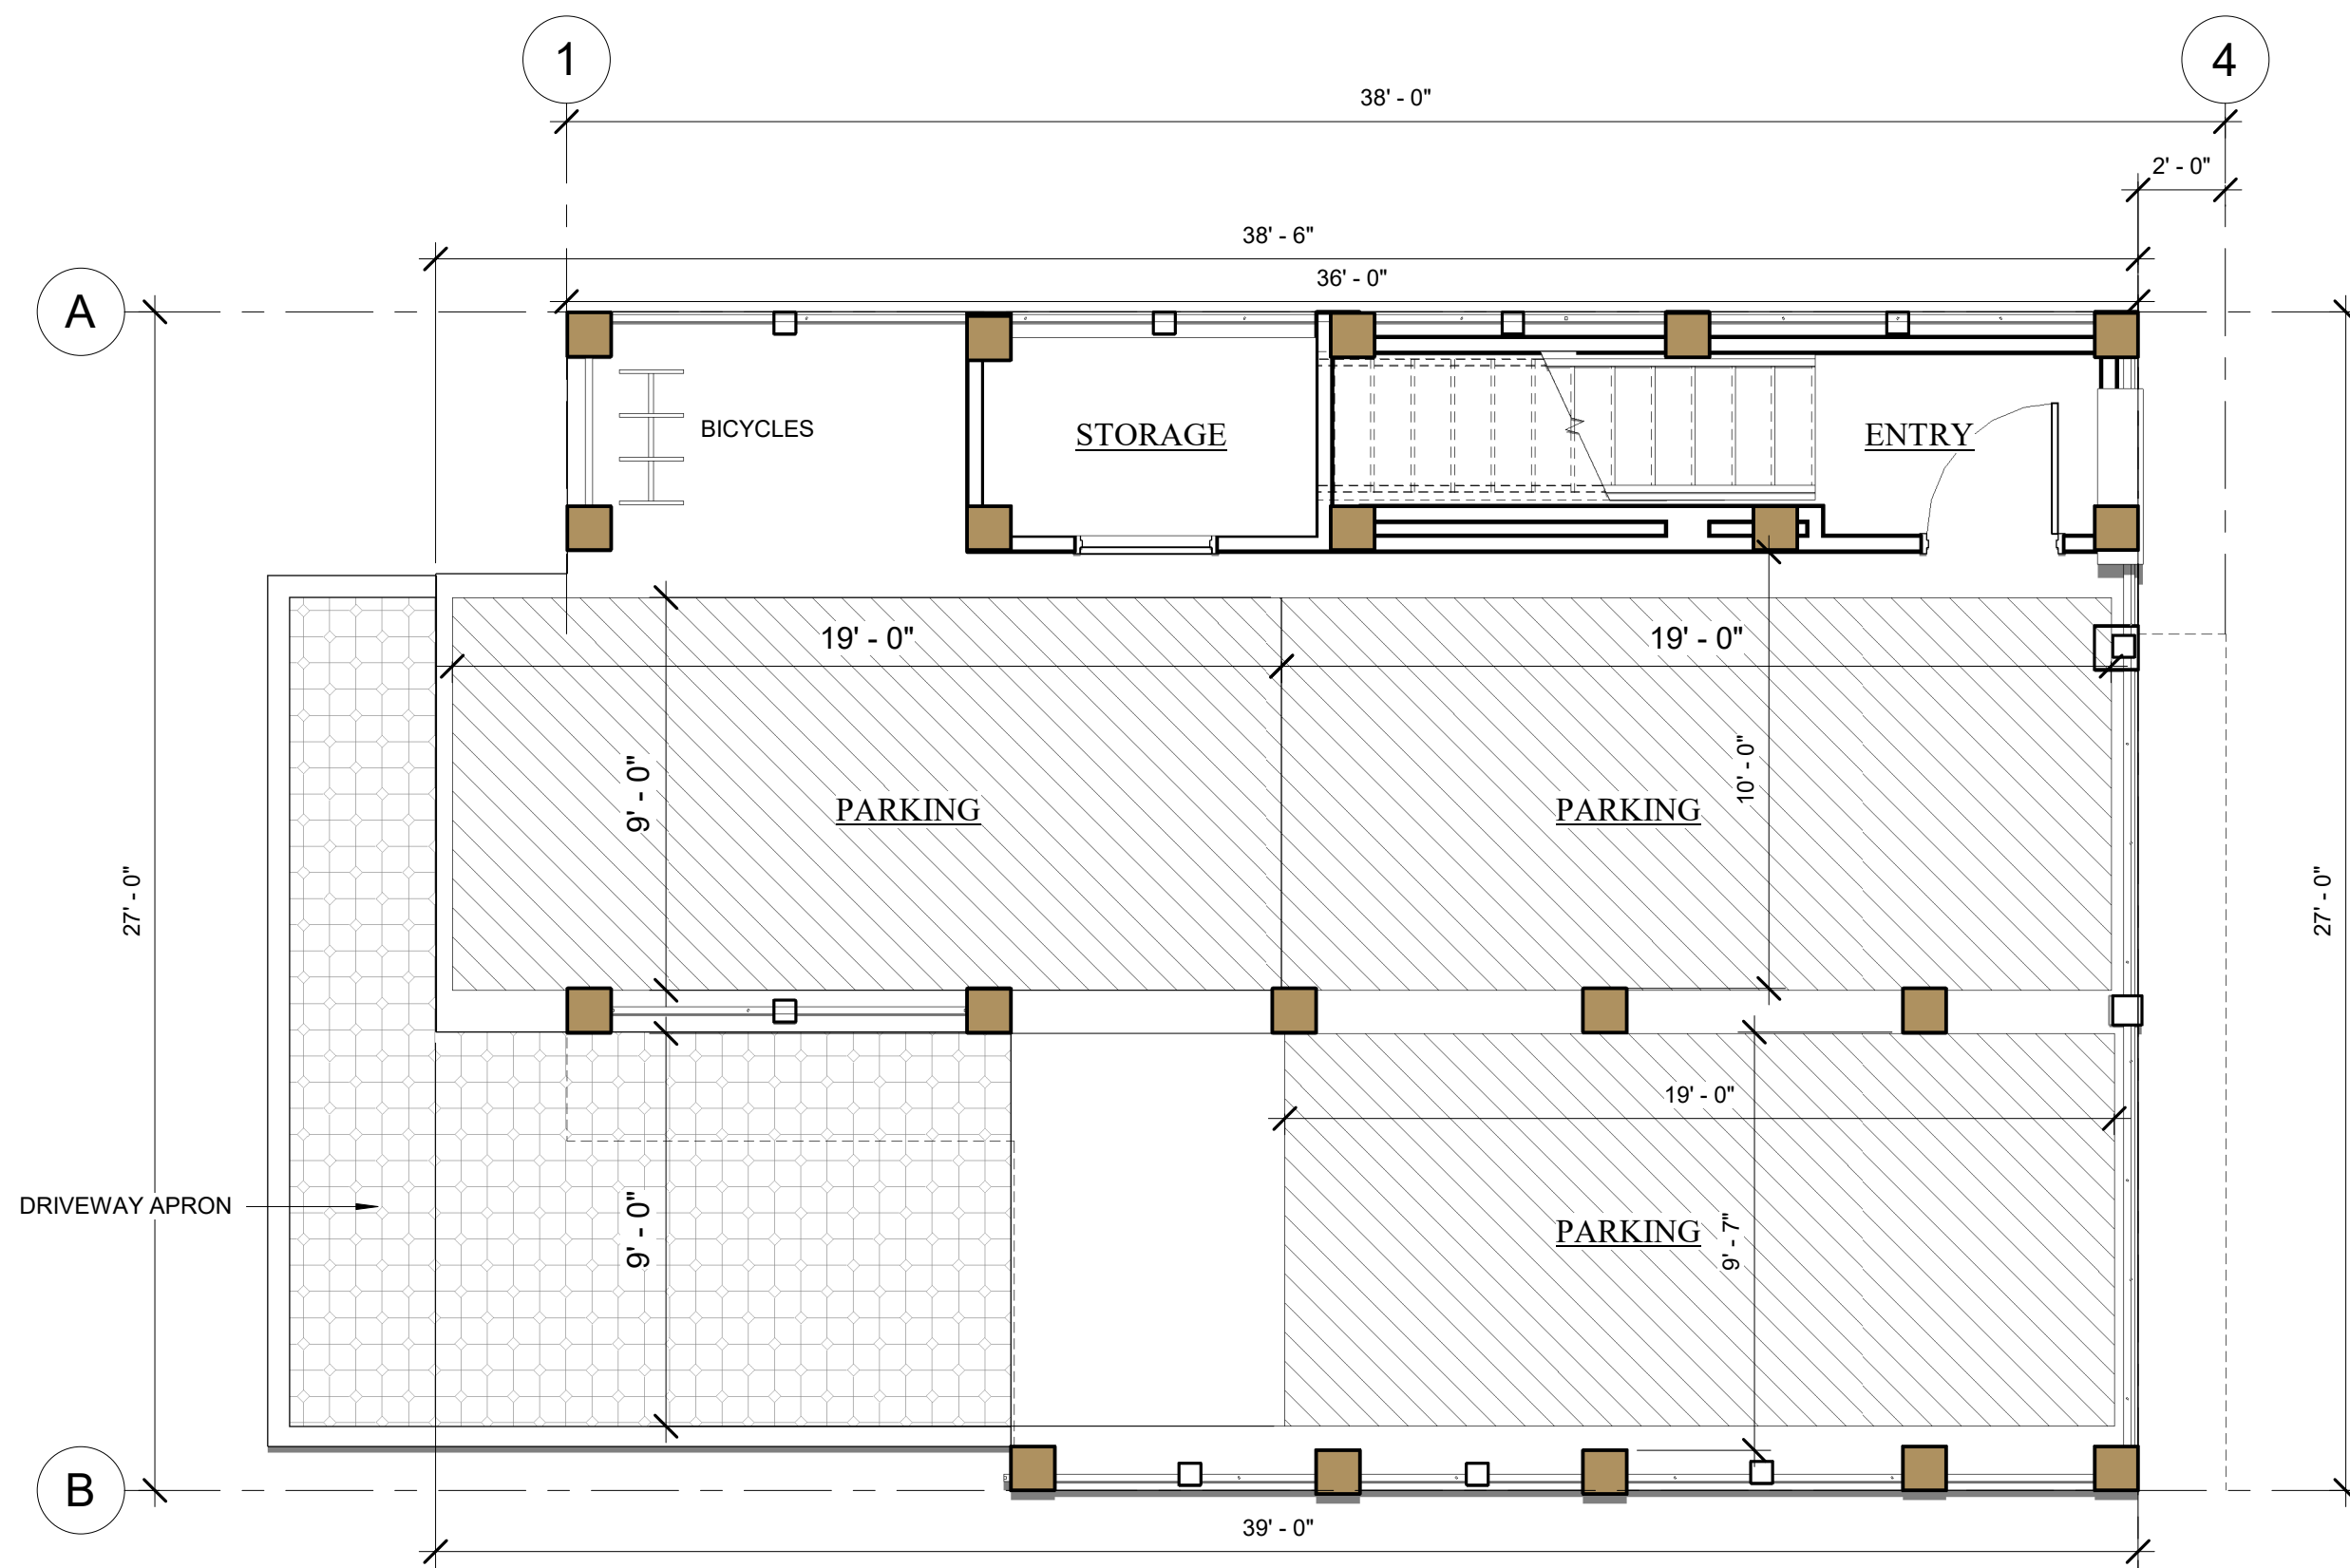 1
4
38' - 0"
2' - 0"
38' - 6"
36' - 0"
A
BICYCLES
STORAGE
ENTRY
19' - 0"
19' - 0"
9' - 0"
10' - 0"
PARKING
PARKING
27' - 0"
27' - 0"
19' - 0"
DRIVEWAY APRON
9' - 0"
PARKING
9' - 7"
B
39' - 0"